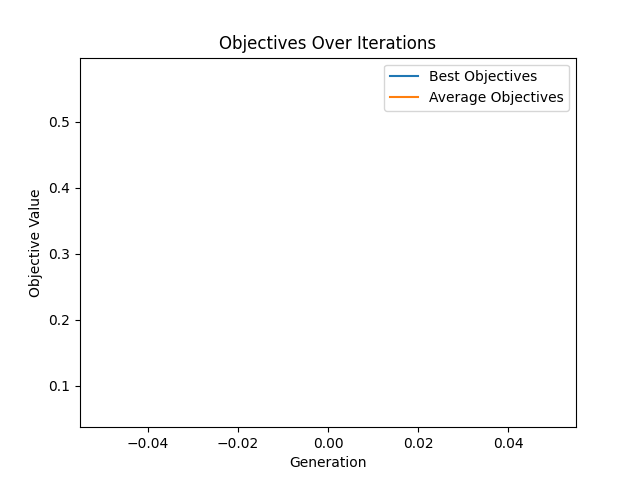 Objectives Over Iterations
Best Objectives
Average Objectives
Objective Value
0.5
0.4
0.3
0.2
0.1
−0.04 −0.02 0.00 0.02 0.04
Generation